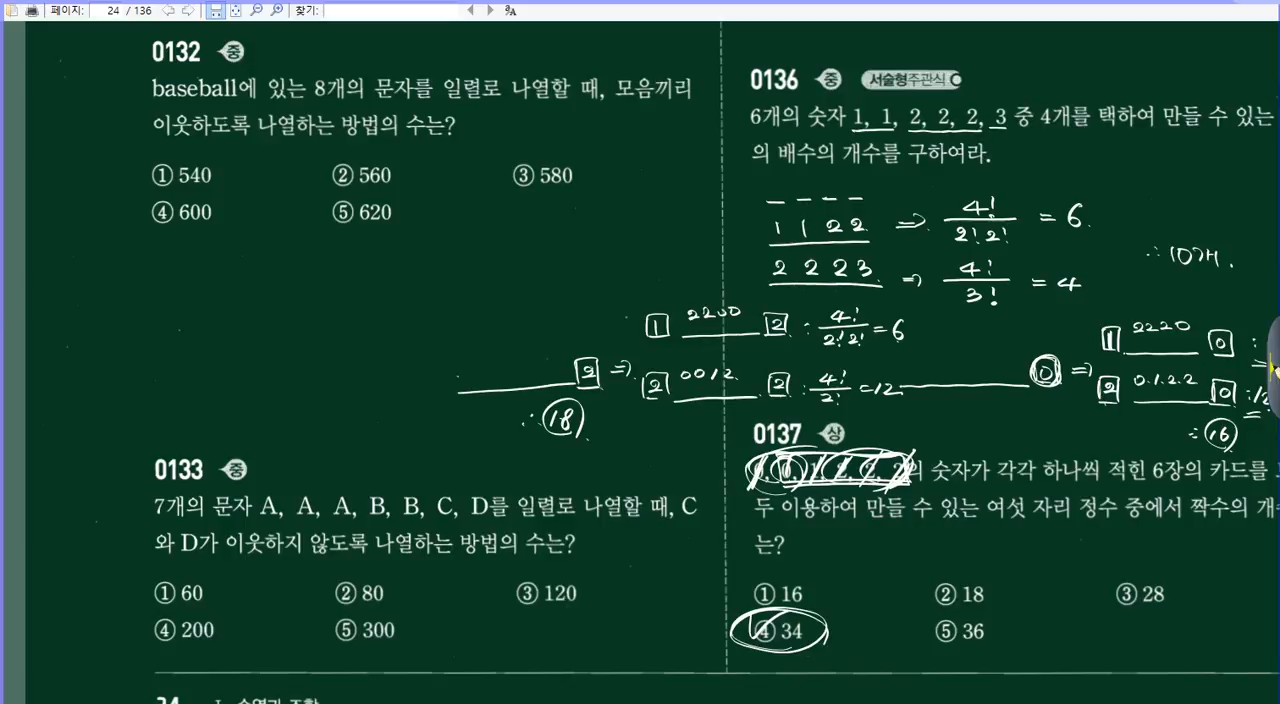 페이지: 24 / 136 찾기:
0132 중
baseball에 있는 8개의 문자를 일렬로 나열할 때, 모음끼리
이웃하도록 나열하는 방법의 수는?
① 540 ② 560 ③ 580
④ 600 ⑤ 620
0133 중
7개의 문자 A, A, A, B, B, C, D를 일렬로 나열할 때, C
와 D가 이웃하지 않도록 나열하는 방법의 수는?
① 60 ② 80 ③ 120
④ 200 ⑤ 300
0136 중 서술형주관식
6개의 숫자 1, 1, 2, 2, 2, 3 중 4개를 택하여 만들 수 있는
의 배수의 개수를 구하여라.
1 1 2 2 ⇒ 4!/2!2! = 6
2 2 2 3 ⇒ 4!/3! = 4
∴ 10개.
2 ⇒ 1 2200 2 : 4!/2!2! = 6
2 0012 2 : 4!/2! = 12
∴ 18
0 ⇒ 1 2220 0 :
2 0.1.2.2 0 : 12
∴ 16
0137 상
의 숫자가 각각 하나씩 적힌 6장의 카드를
두 이용하여 만들 수 있는 여섯 자리 정수 중에서 짝수의 개
는?
① 16 ② 18 ③ 28
④ 34 ⑤ 36